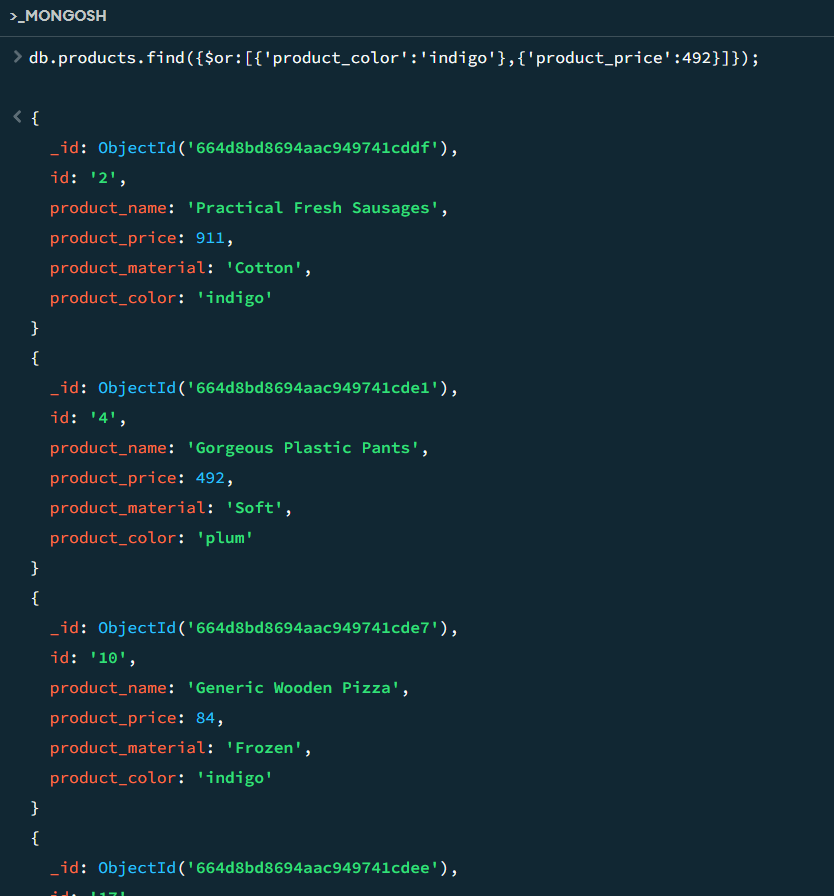 >_MONGOSH
> db.products.find({$or:[{'product_color':'indigo'},{'product_price':492}]});
< {
_id: ObjectId('664d8bd8694aac949741cddf'),
id: '2',
product_name: 'Practical Fresh Sausages',
product_price: 911,
product_material: 'Cotton',
product_color: 'indigo'
}
{
_id: ObjectId('664d8bd8694aac949741cde1'),
id: '4',
product_name: 'Gorgeous Plastic Pants',
product_price: 492,
product_material: 'Soft',
product_color: 'plum'
}
{
_id: ObjectId('664d8bd8694aac949741cde7'),
id: '10',
product_name: 'Generic Wooden Pizza',
product_price: 84,
product_material: 'Frozen',
product_color: 'indigo'
}
{
_id: ObjectId('664d8bd8694aac949741cdee'),
id: '17'